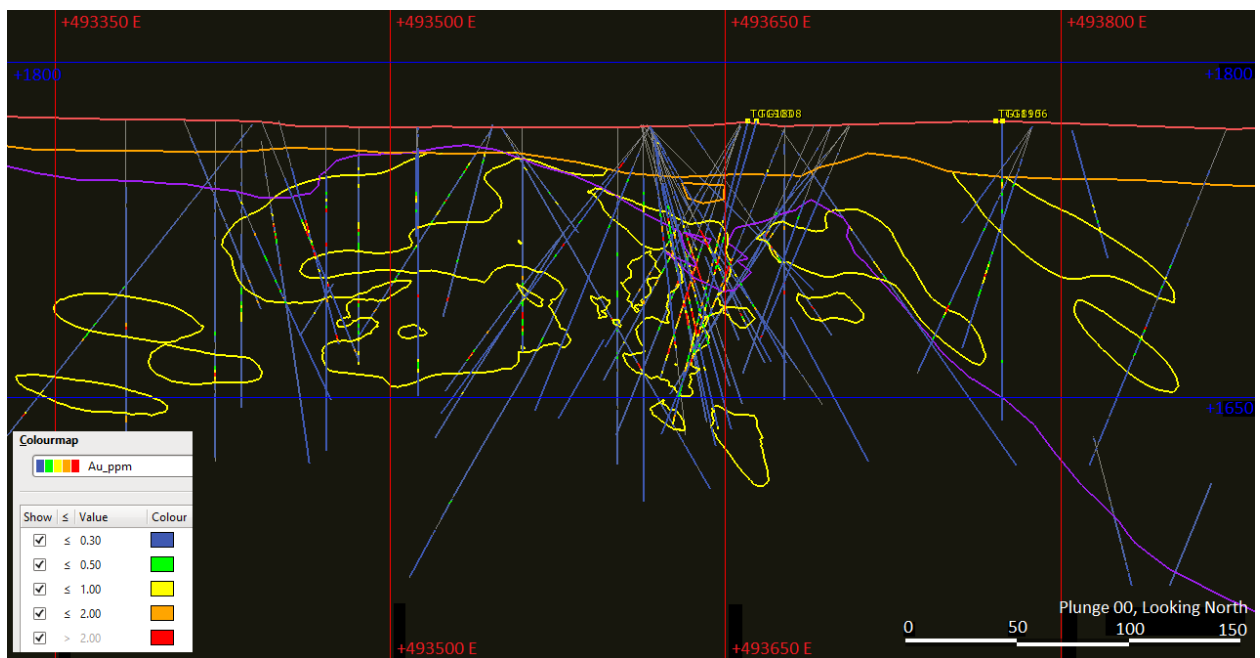 +493350 E
+493500 E
+493650 E
+493800 E
+1800
+1800
+1650
Colourmap
Au_ppm
Show ≤ Value Colour
≤ 0.30
≤ 0.50
≤ 1.00
≤ 2.00
> 2.00
Plunge 00, Looking North
0 50 100 150
+493500 E
+493650 E